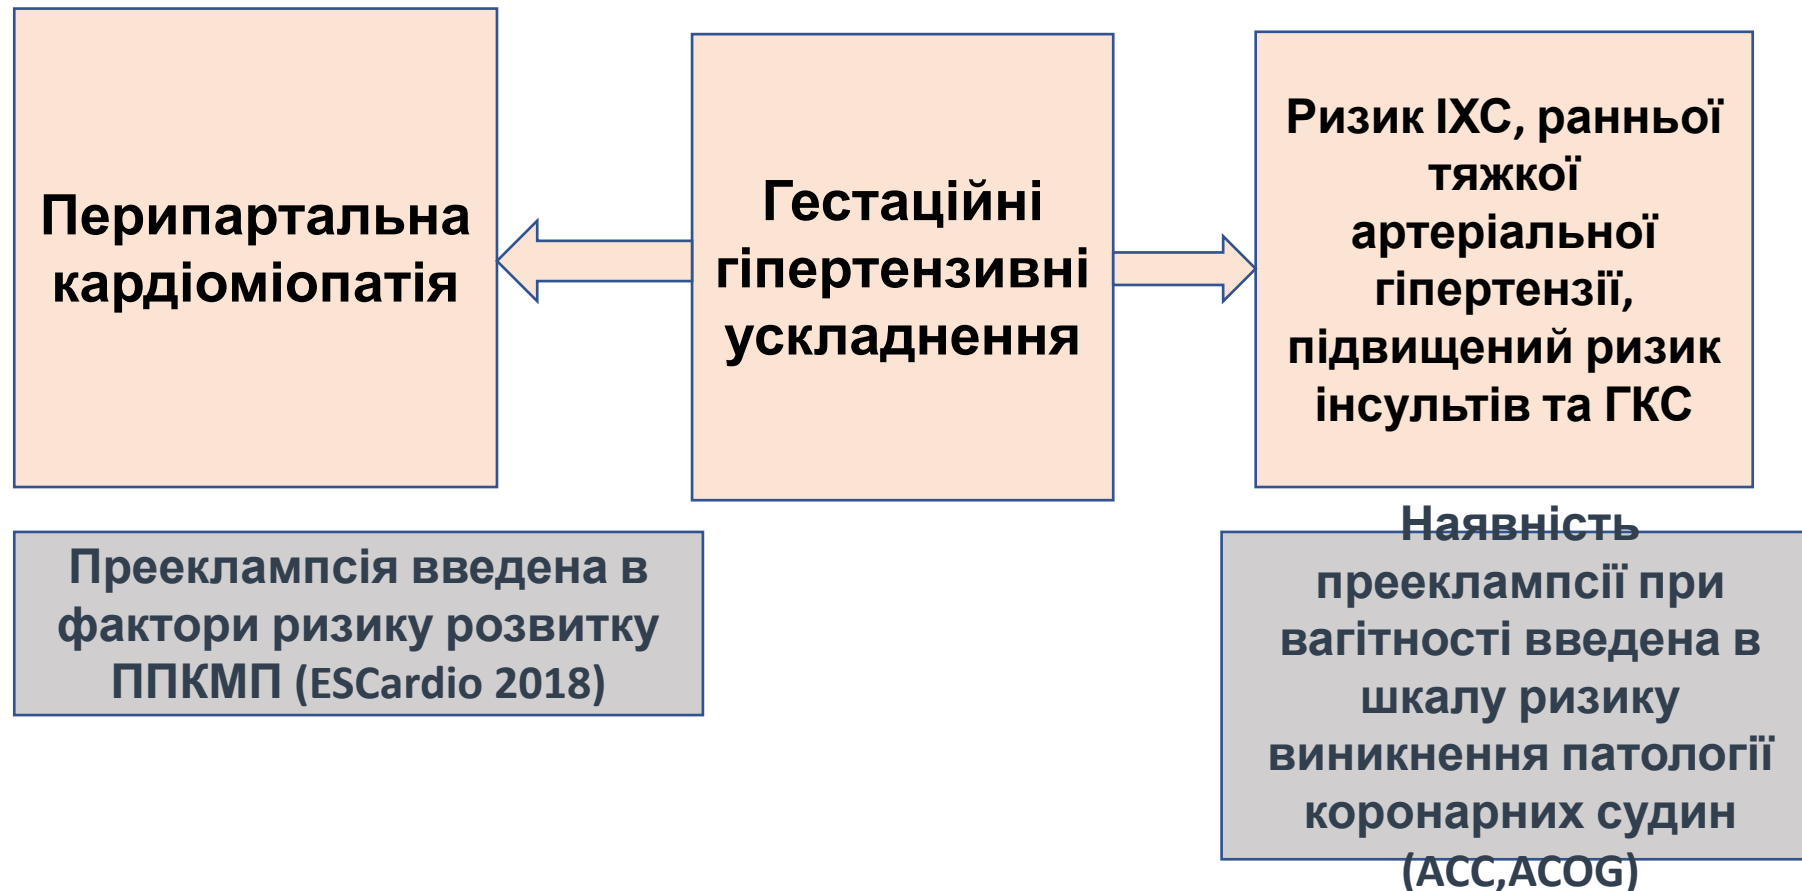 Перипартальна
кардіоміопатія
Гестаційні
гіпертензивні
ускладнення
Ризик ІХС, ранньої
тяжкої
артеріальної
гіпертензії,
підвищений ризик
інсультів та ГКС
Прееклампсія введена в
фактори ризику розвитку
ППКМП (ESCardio 2018)
Наявність
прееклампсії при
вагітності введена в
шкалу ризику
виникнення патології
коронарних судин
(ACC,ACOG)